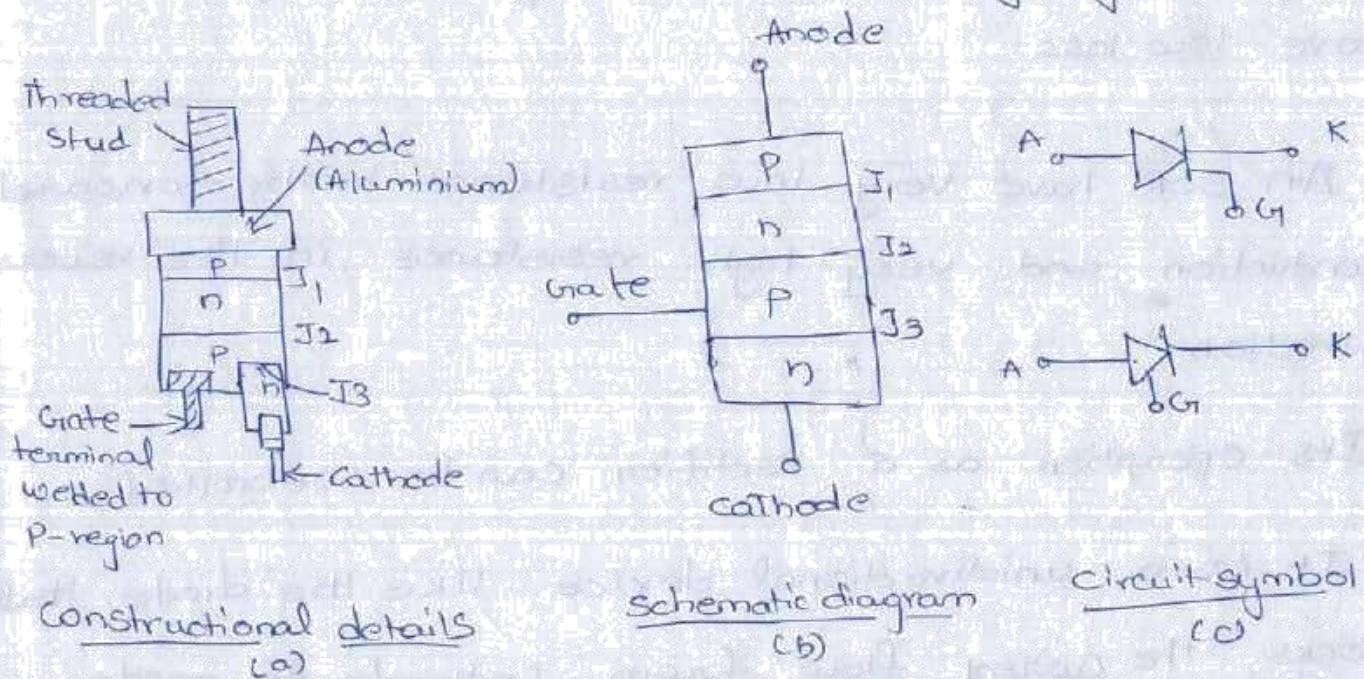 Threaded
Stud
Anode
(Aluminium)
P
J1
n
J2
P
n
J3
Gate
terminal
welded to
P-region
Cathode
Constructional details
(a)
Anode
P
J1
n
J2
Gate
P
J3
n
Cathode
schematic diagram
(b)
A
K
G
A
K
G
circuit symbol
(c)